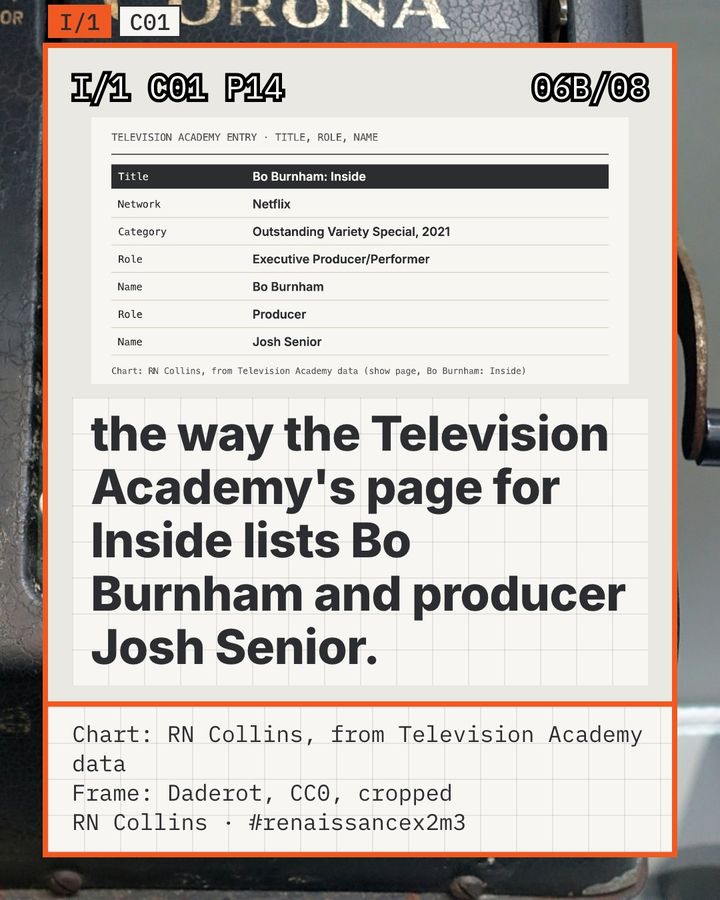 I/1 C01
CORONA
I/1 C01 P14 06B/08
TELEVISION ACADEMY ENTRY · TITLE, ROLE, NAME
Title Bo Burnham: Inside
Network Netflix
Category Outstanding Variety Special, 2021
Role Executive Producer/Performer
Name Bo Burnham
Role Producer
Name Josh Senior
Chart: RN Collins, from Television Academy data (show page, Bo Burnham: Inside)
the way the Television
Academy's page for
Inside lists Bo
Burnham and producer
Josh Senior.
Chart: RN Collins, from Television Academy
data
Frame: Daderot, CC0, cropped
RN Collins · #renaissancex2m3